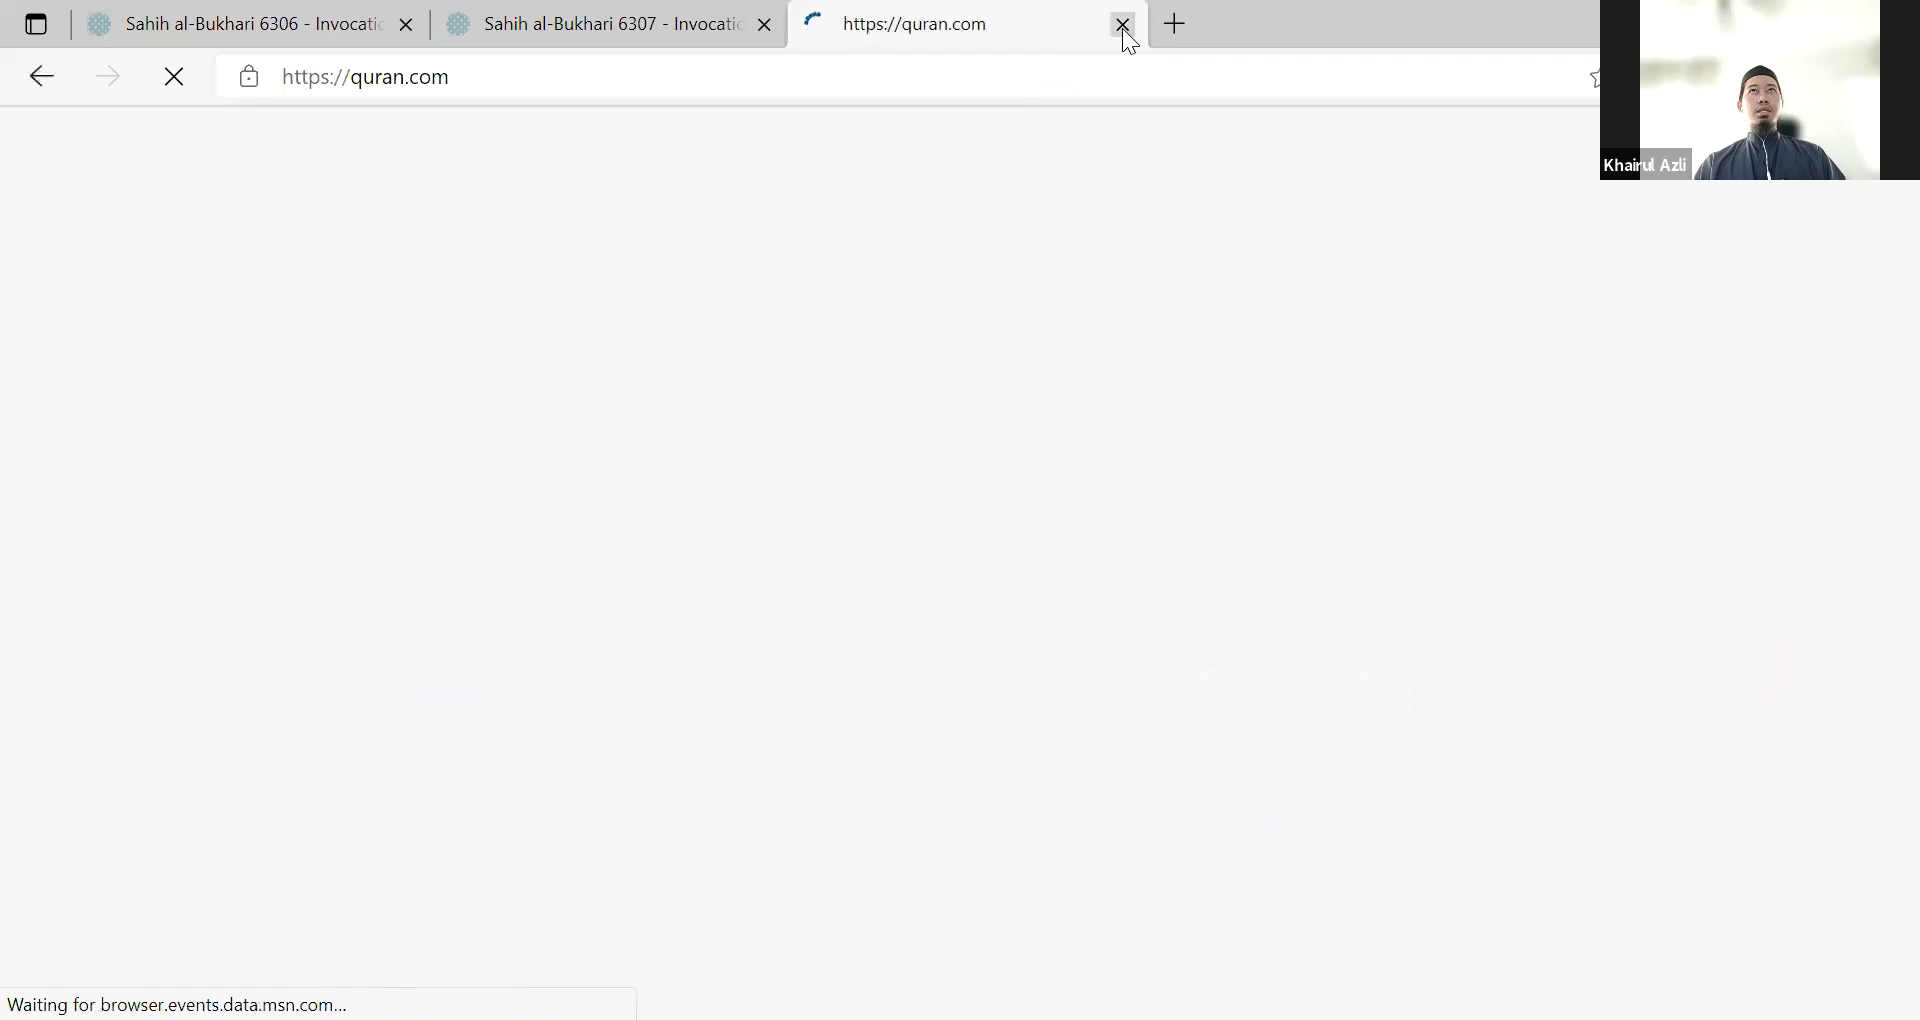 Sahih al-Bukhari 6306 - Invocatic
Sahih al-Bukhari 6307 - Invocatic
https://quran.com
https://quran.com
Khairul Azli
Waiting for browser.events.data.msn.com...